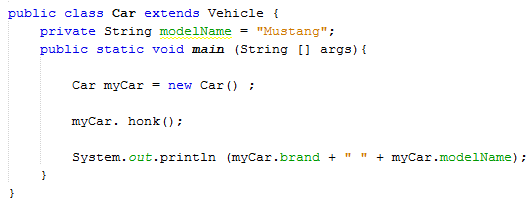 public class Car extends Vehicle {
private String modelName = "Mustang";
public static void main (String [] args){
Car myCar = new Car() ;
myCar. honk();
System.out.println (myCar.brand + " " + myCar.modelName);
}
}